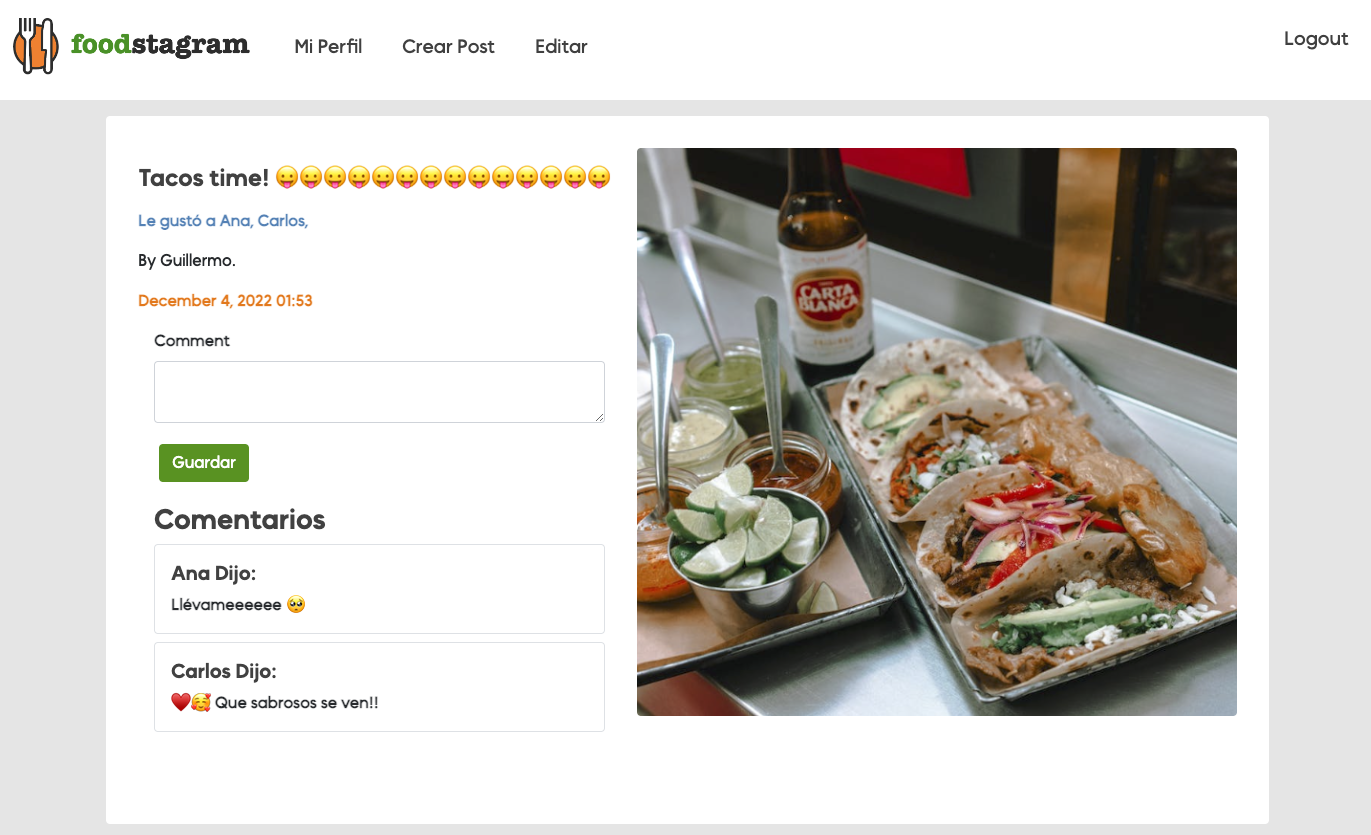 foodstagram
Mi Perfil
Crear Post
Editar
Logout
Tacos time! 😛😛😛😛😛😛😛😛😛😛😛😛😛😛
Le gustó a Ana, Carlos,
By Guillermo.
December 4, 2022 01:53
Comment
Guardar
Comentarios
Ana Dijo:
Llévameeeeee 🥺
Carlos Dijo:
♥️🥰 Que sabrosos se ven!!
CARTA
BLANCA